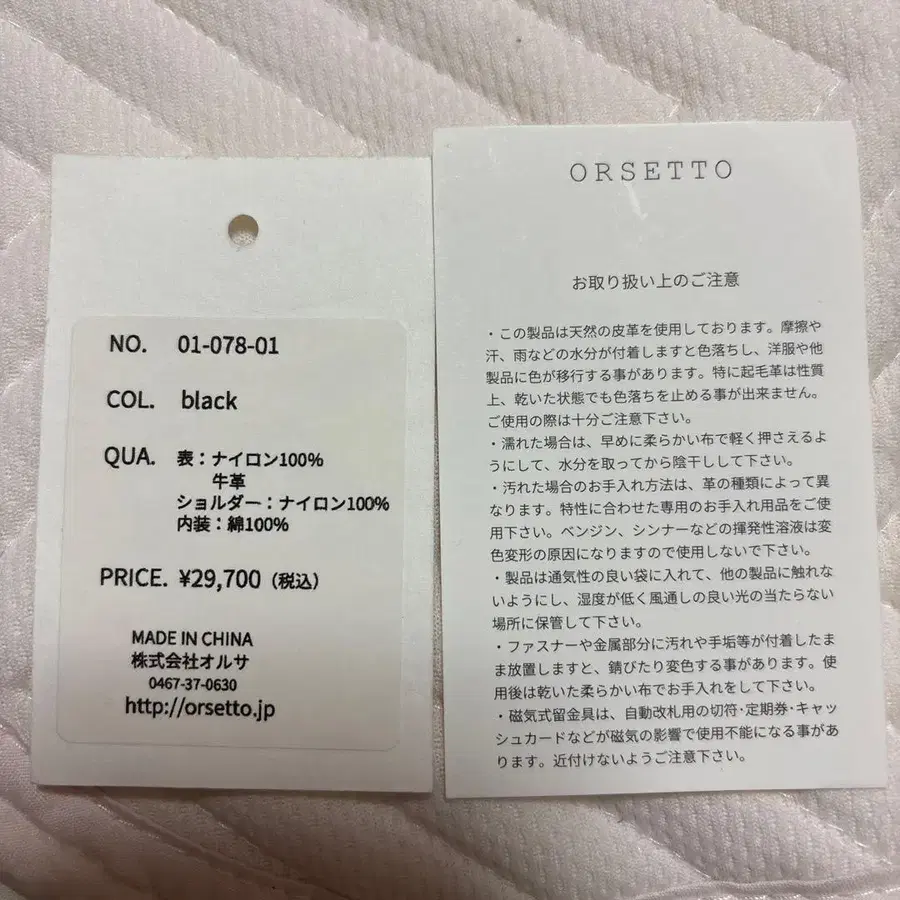 NO. 01-078-01
COL. black
QUA. 表：ナイロン100%
牛革
ショルダー：ナイロン100%
内装：綿100%
PRICE. ¥29,700（税込）
MADE IN CHINA
株式会社オルサ
0467-37-0630
http://orsetto.jp
ORSETTO
お取り扱い上のご注意
・この製品は天然の皮革を使用しております。摩擦や
汗、雨などの水分が付着しますと色落ちし、洋服や他
製品に色が移行する事があります。特に起毛革は性質
上、乾いた状態でも色落ちを止める事が出来ません。
ご使用の際は十分ご注意下さい。
・濡れた場合は、早めに柔らかい布で軽く押さえるよ
うにして、水分を取ってから陰干しして下さい。
・汚れた場合のお手入れ方法は、革の種類によって異
なります。特性に合わせた専用のお手入れ用品をご使
用下さい。ベンジン、シンナーなどの揮発性溶液は変
色変形の原因になりますので使用しないで下さい。
・製品は通気性の良い袋に入れて、他の製品に触れな
いようにし、湿度が低く風通しの良い光の当たらない
場所に保管して下さい。
・ファスナーや金属部分に汚れや手垢等が付着したま
ま放置しますと、錆びたり変色する事があります。使
用後は乾いた柔らかい布でお手入れをして下さい。
・磁気式留金具は、自動改札用の切符･定期券･キャッ
シュカードなどが磁気の影響で使用不能になる事があ
ります。近付けないようご注意下さい。